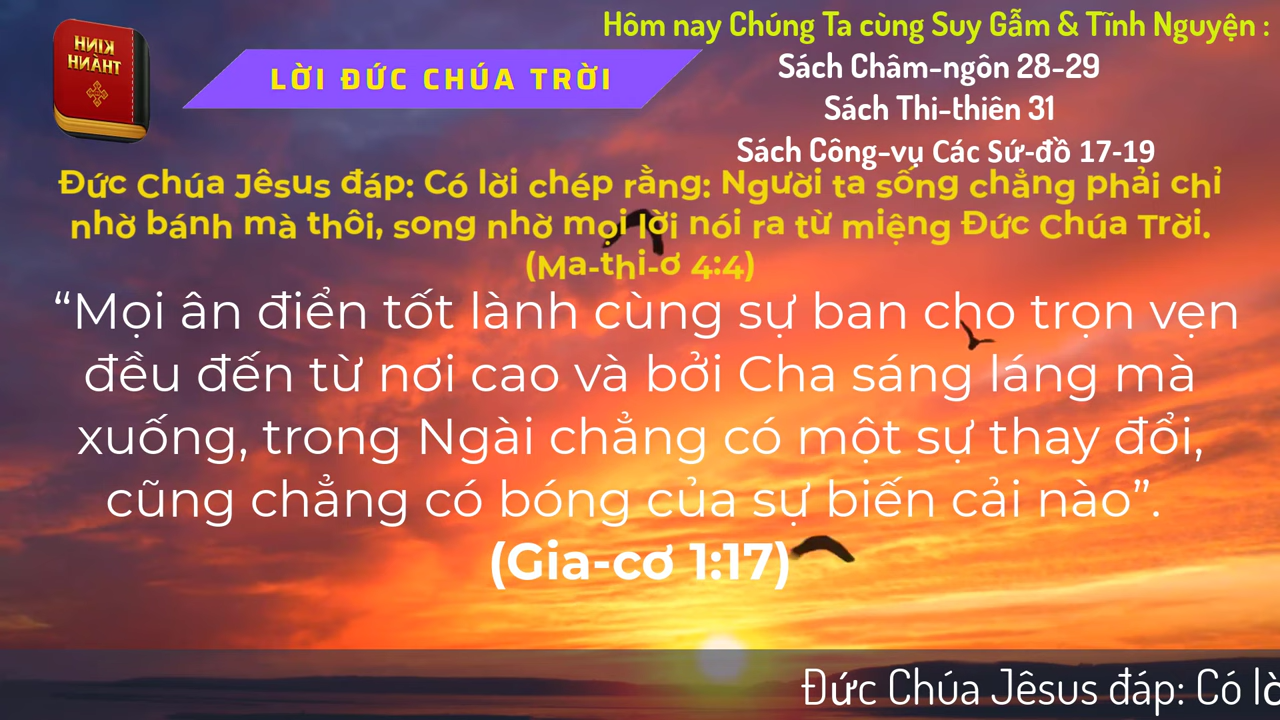 KINH
THÁNH
LỜI ĐỨC CHÚA TRỜI
Hôm nay Chúng Ta cùng Suy Gẫm & Tĩnh Nguyện :
Sách Châm-ngôn 28-29
Sách Thi-thiên 31
Sách Công-vụ Các Sứ-đồ 17-19
Đức Chúa Jêsus đáp: Có lời chép rằng: Người ta sống chẳng phải chỉ
nhờ bánh mà thôi, song nhờ mọi lời nói ra từ miệng Đức Chúa Trời.
(Ma-thi-ơ 4:4)
“Mọi ân điển tốt lành cùng sự ban cho trọn vẹn
đều đến từ nơi cao và bởi Cha sáng láng mà
xuống, trong Ngài chẳng có một sự thay đổi,
cũng chẳng có bóng của sự biến cải nào”.
(Gia-cơ 1:17)
Đức Chúa Jêsus đáp: Có lờ